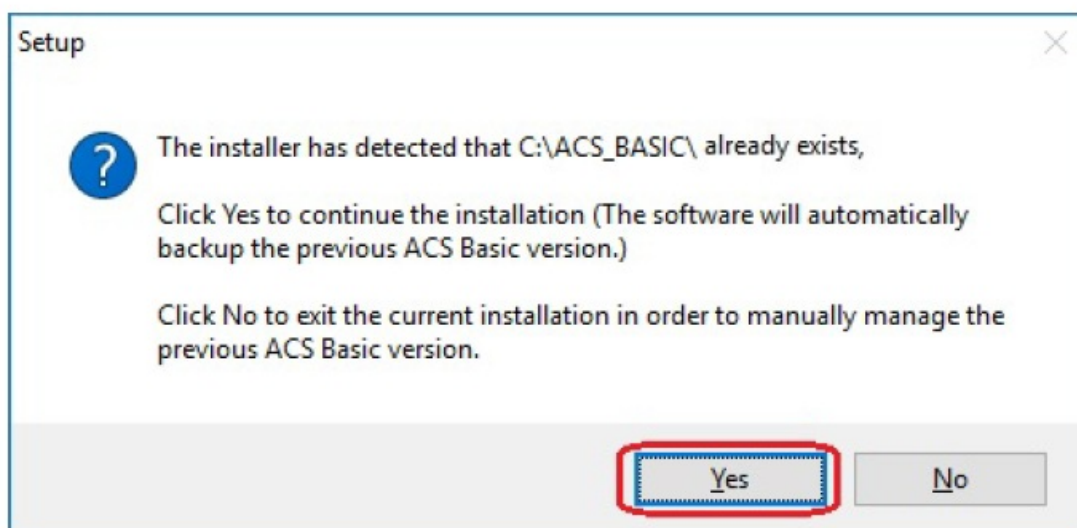 Setup
The installer has detected that C:\ACS_BASIC\ already exists,
Click Yes to continue the installation (The software will automatically
backup the previous ACS Basic version.)
Click No to exit the current installation in order to manually manage the
previous ACS Basic version.
Yes No